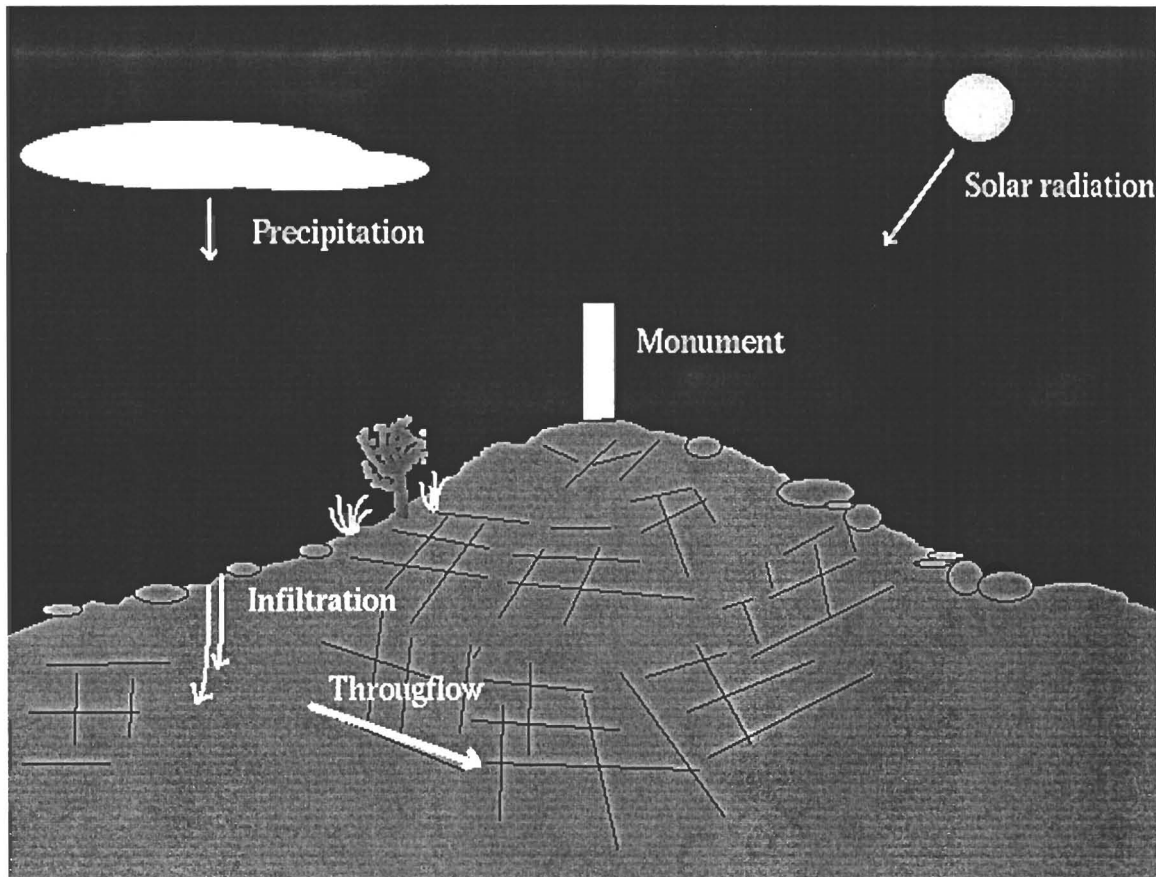 Precipitation
Solar radiation
Monument
Infiltration
Througflow